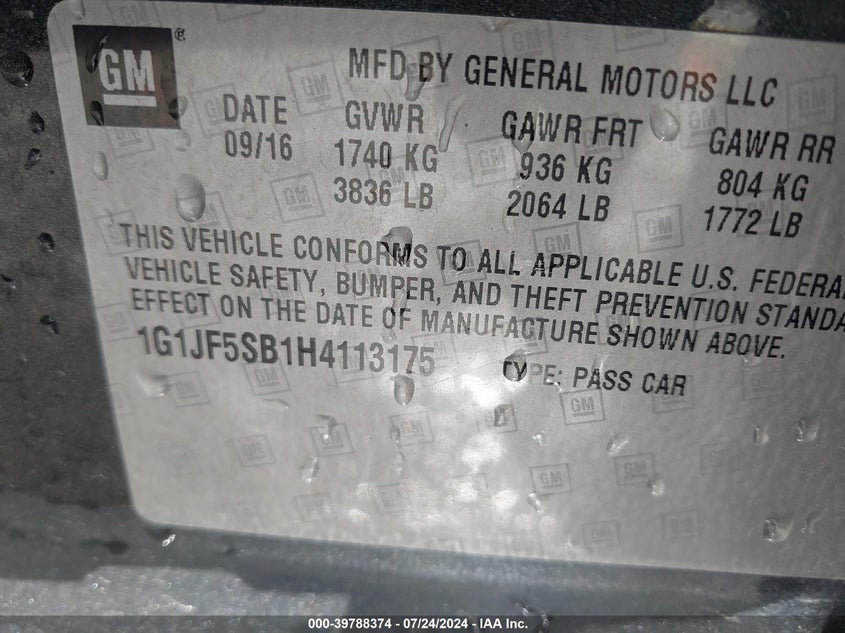 GM
MFD BY GENERAL MOTORS LLC
DATE GVWR GAWR FRT GAWR RR
09/16 1740 KG 936 KG 804 KG
3836 LB 2064 LB 1772 LB
THIS VEHICLE CONFORMS TO ALL APPLICABLE U.S. FEDERAL
VEHICLE SAFETY, BUMPER, AND THEFT PREVENTION STANDA
EFFECT ON THE DATE OF MANUFACTURE SHOWN ABOVE.
1G1JF5SB1H4113175 TYPE: PASS CAR
000-39788374 / 07/24/2024 - IAA Inc.